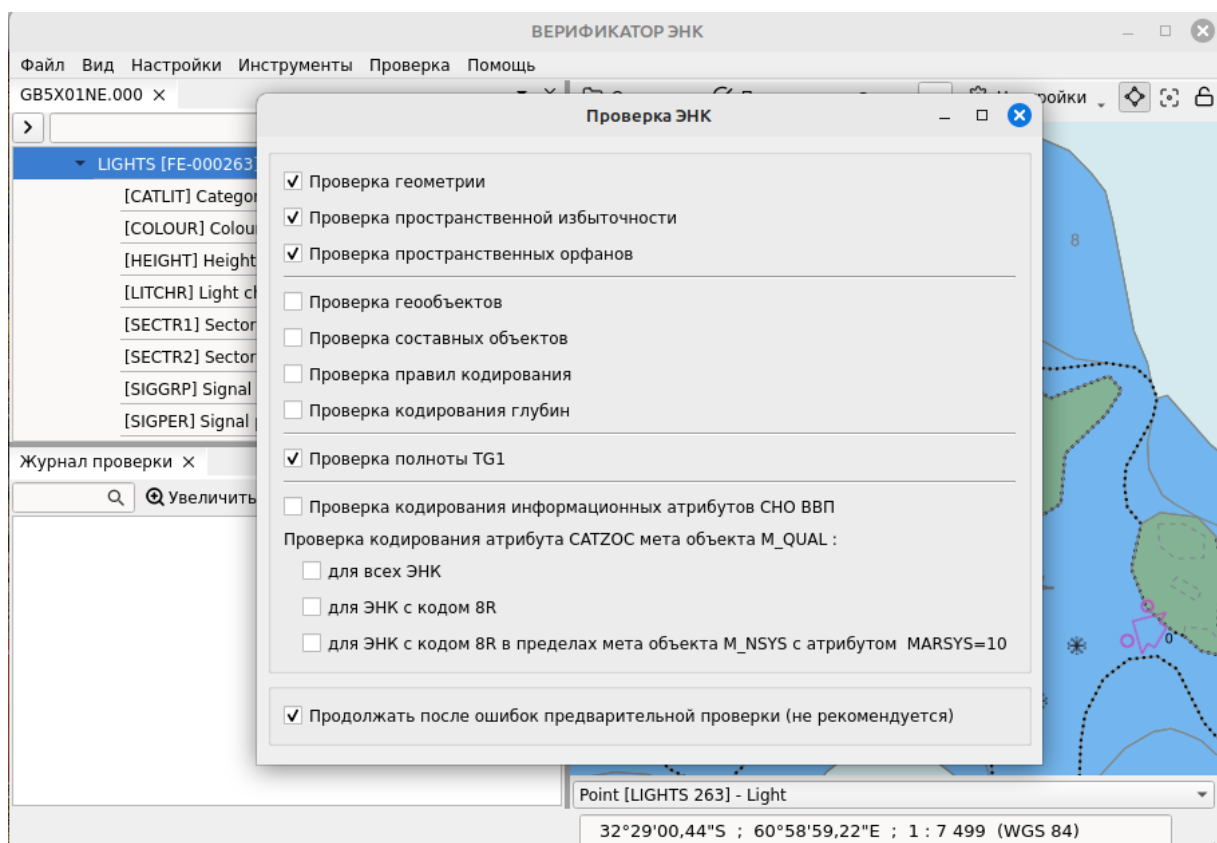 ВЕРИФИКАТОР ЭНК
Файл Вид Настройки Инструменты Проверка Помощь
GB5X01NE.000
Проверка ЭНК
LIGHTS [FE-000263]
[CATLIT]
[COLOUR]
[HEIGHT] Height
[LITCHR] Light
[SECTR1] Sector
[SECTR2] Sector
[SIGGRP] Signal
[SIGPER] Signal
Журнал проверки
Увеличить
Проверка геометрии
Проверка пространственной избыточности
Проверка пространственных орфанов
Проверка геообъектов
Проверка составных объектов
Проверка правил кодирования
Проверка кодирования глубин
Проверка полноты TG1
Проверка кодирования информационных атрибутов СНО ВВП
Проверка кодирования атрибута CATZOC мета объекта M_QUAL :
для всех ЭНК
для ЭНК с кодом 8R
для ЭНК с кодом 8R в пределах мета объекта M_NSYS с атрибутом MARSYS=10
Продолжать после ошибок предварительной проверки (не рекомендуется)
8
0
Point [LIGHTS 263] - Light
32°29'00,44"S ; 60°58'59,22"E ; 1 : 7 499 (WGS 84)